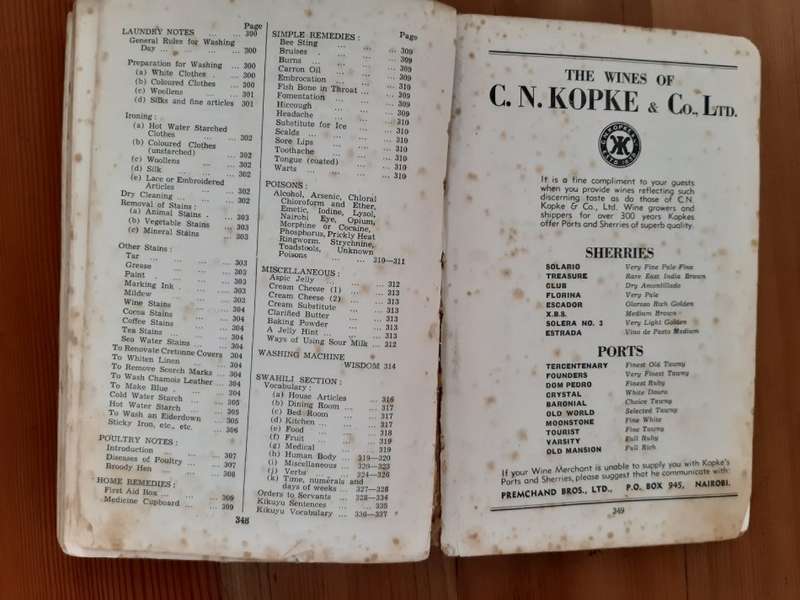 Page
LAUNDRY NOTES ... ... 300
General Rules for Washing
Day ... ... ... ... 300
Preparation for Washing ... 300
(a) White Clothes . ... 300
(b) Coloured Clothes ... 300
(c) Woollens ... 301
(d) Silks and fine articles 301
Ironing:
(a) Hot Water Starched
Clothes ... ... 302
(b) Coloured Clothes
(unstarched) ... 302
(c) Woollens ... ... 302
(d) Silk ... ... ... 302
(e) Lace or Embroidered
Articles ... ... 302
Dry Cleaning ... ... ... 302
Removal of Stains:
(a) Animal Stains . ... 303
(b) Vegetable Stains ... 303
(c) Mineral Stains ... 303
Other Stains:
Tar ... ... ... ... 303
Grease ... ... ... 303
Paint . ... ... ... 303
Marking Ink . ... ... 303
Mildew ... ... ... 303
Wine Stains ... ... 303
Cocoa Stains ... ... 304
Coffee Stains ... ... 304
Tea Stains ... ... ... 304
Sea Water Stains ... ... 304
To Renovate Cretonne Covers 304
To Whiten Linen ... ... 304
To Remove Scorch Marks ... 304
To Wash Chamois Leather ... 304
To Make Blue . ... ... 304
Cold Water Starch ... ... 305
Hot Water Starch ... ... 305
To Wash an Eiderdown ... 305
Sticky Iron, etc., etc. ... 306
POULTRY NOTES:
Introduction ... ... ... 307
Diseases of Poultry ... ... 307
Broody Hen ... ... ... 308
HOME REMEDIES:
First Aid Box ... ... ... 309
Medicine Cupboard ... ... 309
SIMPLE REMEDIES: Page
Bee Sting ... ... ... 309
Bruises . ... ... ... 309
Burns ... ... ... ... 309
Carron Oil ... ... ... 309
Embrocation ... ... ... 309
Fish Bone in Throat ... ... 309
Fomentation ... ... ... 309
Hiccough ... ... ... 309
Headache ... ... ... 310
Substitute for Ice ... ... 310
Scalds ... ... ... ... 310
Sore Lips ... ... ... 310
Toothache ... ... ... 310
Tongue (coated) ... ... 310
Warts ... ... ... ... 310
POISONS:
Alcohol, Arsenic, Chloral
Chloroform and Ether,
Emetic, Iodine, Lysol,
Nairobi Eye, Opium,
Morphine or Cocaine,
Phosphorus, Prickly Heat
Ringworm. Strychnine,
Toadstools, Unknown
Poisons ... ... 310—311
MISCELLANEOUS:
Aspic Jelly . ... ... ... 312
Cream Cheese (1) ... ... 313
Cream Cheese (2) ... ... 313
Cream Substitute ... ... 313
Clarified Butter ... ... 313
Baking Powder ... ... 313
A Jelly Hint ... ... ... 313
Ways of Using Sour Milk ... 312
WASHING MACHINE
WISDOM 314
SWAHILI SECTION:
Vocabulary:
(a) House Articles ... 316
(b) Dining Room ... ... 317
(c) Bed Room ... ... 317
(d) Kitchen ... ... ... 317
(e) Food ... ... ... 318
(f) Fruit ... ... ... 319
(g) Medical ... ... ... 319
(h) Human Body ... 319—320
(i) Miscellaneous ... 320—323
(j) Verbs ... ... 324—326
(k) Time, numerals and
days of weeks ... 327—328
Orders to Servants ... 328—334
Kikuyu Sentences ... ... 335
Kikuyu Vocabulary ... 336—337
348
THE WINES OF
C. N. KOPKE & CO., LTD.
It is a fine compliment to your guests
when you provide wines reflecting such
discerning taste as do those of C.N.
Kopke & Co., Ltd. Wine growers and
shippers for over 300 years Kopkes
offer Ports and Sherries of superb quality.
SHERRIES
SOLARIO Very Fine Pale Fino
TREASURE Rare East India Brown
CLUB Dry Amontillado
FLORINA Very Pale
ESCADOR Oloroso Rich Golden
X.B.S. Medium Brown
SOLERA NO. 3 Very Light Golden
ESTRADA Vino de Pasto Medium
PORTS
TERCENTENARY Finest Old Tawny
FOUNDERS Very Finest Tawny
DOM PEDRO Finest Ruby
CRYSTAL White Douro
BARONIAL Choice Tawny
OLD WORLD Selected Tawny
MOONSTONE Fine White
TOURIST Fine Tawny
VARSITY Full Ruby
OLD MANSION Full Rich
If your Wine Merchant is unable to supply you with Kopke's
Ports and Sherries, please suggest that he communicate with:
PREMCHAND BROS., LTD., P.O. BOX 945, NAIROBI.
349